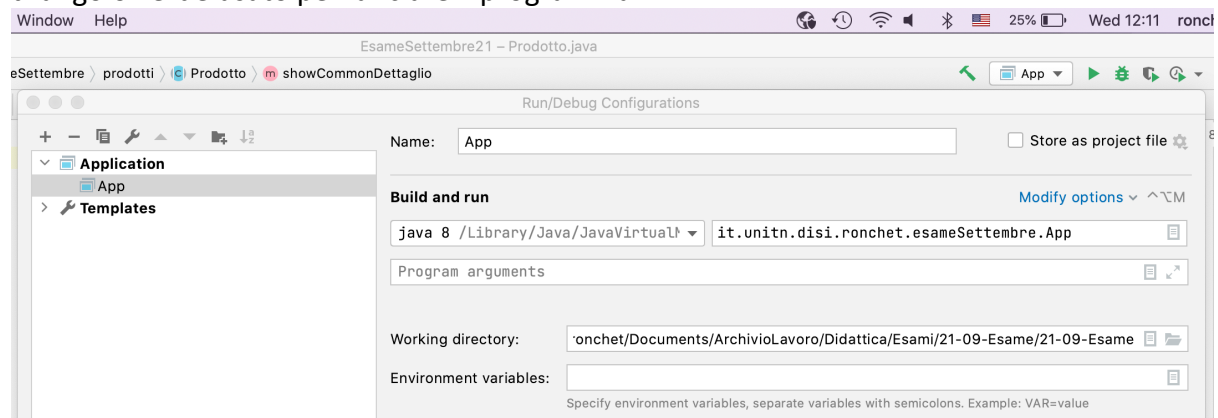 Window Help 25% Wed 12:11 ronch
EsameSettembre21 – Prodotto.java
eSettembre prodotti C Prodotto m showCommonDettaglio App
Run/Debug Configurations
Name: App Store as project file
Application
App
Templates
Build and run Modify options ^⌥M
java 8 /Library/Java/JavaVirtualM it.unitn.disi.ronchet.esameSettembre.App
Program arguments
Working directory: ronchet/Documents/ArchivioLavoro/Didattica/Esami/21-09-Esame/21-09-Esame
Environment variables:
Specify environment variables, separate variables with semicolons. Example: VAR=value